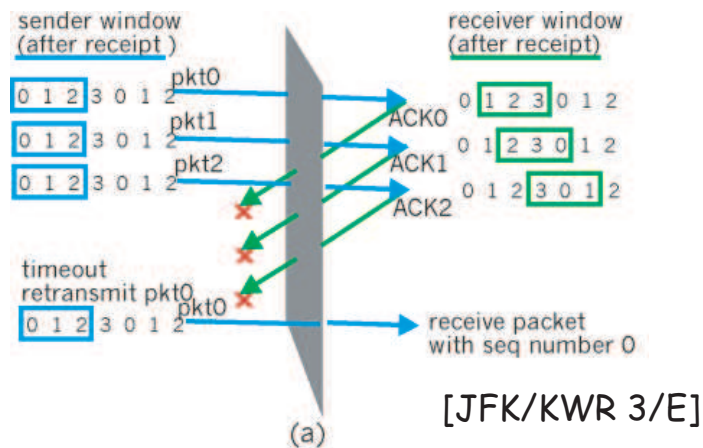 sender window
(after receipt )
receiver window
(after receipt)
0 1 2 3 0 1 2 pkt0
ACK0
0 1 2 3 0 1 2
0 1 2 3 0 1 2 pkt1
ACK1
0 1 2 3 0 1 2
0 1 2 3 0 1 2 pkt2
ACK2
0 1 2 3 0 1 2
timeout
retransmit pkt0
0 1 2 3 0 1 2 pkt0
receive packet
with seq number 0
(a)
[JFK/KWR 3/E]